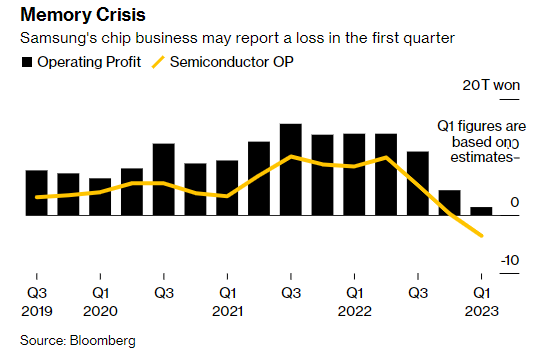 Memory Crisis
Samsung's chip business may report a loss in the first quarter
Operating Profit Semiconductor OP
20T won
Q1 figures are
based on
estimates
0
-10
Q3 Q1 Q3 Q1 Q3 Q1 Q3 Q1
2019 2020 2021 2022 2023
Source: Bloomberg